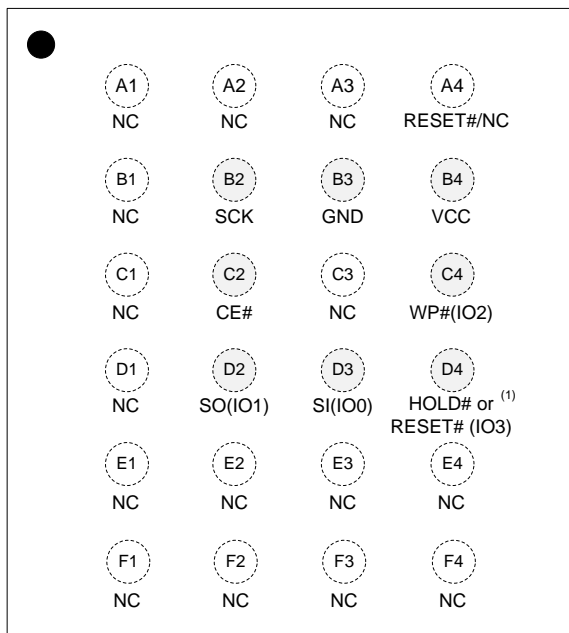 A1 A2 A3 A4
NC NC NC RESET#/NC
B1 B2 B3 B4
NC SCK GND VCC
C1 C2 C3 C4
NC CE# NC WP#(IO2)
D1 D2 D3 D4
NC SO(IO1) SI(IO0) HOLD# or (1)
RESET# (IO3)
E1 E2 E3 E4
NC NC NC NC
F1 F2 F3 F4
NC NC NC NC